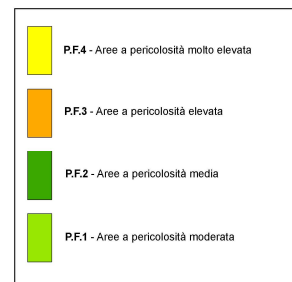 P.F.4 - Aree a pericolosità molto elevata
P.F.3 - Aree a pericolosità elevata
P.F.2 - Aree a pericolosità media
P.F.1 - Aree a pericolosità moderata